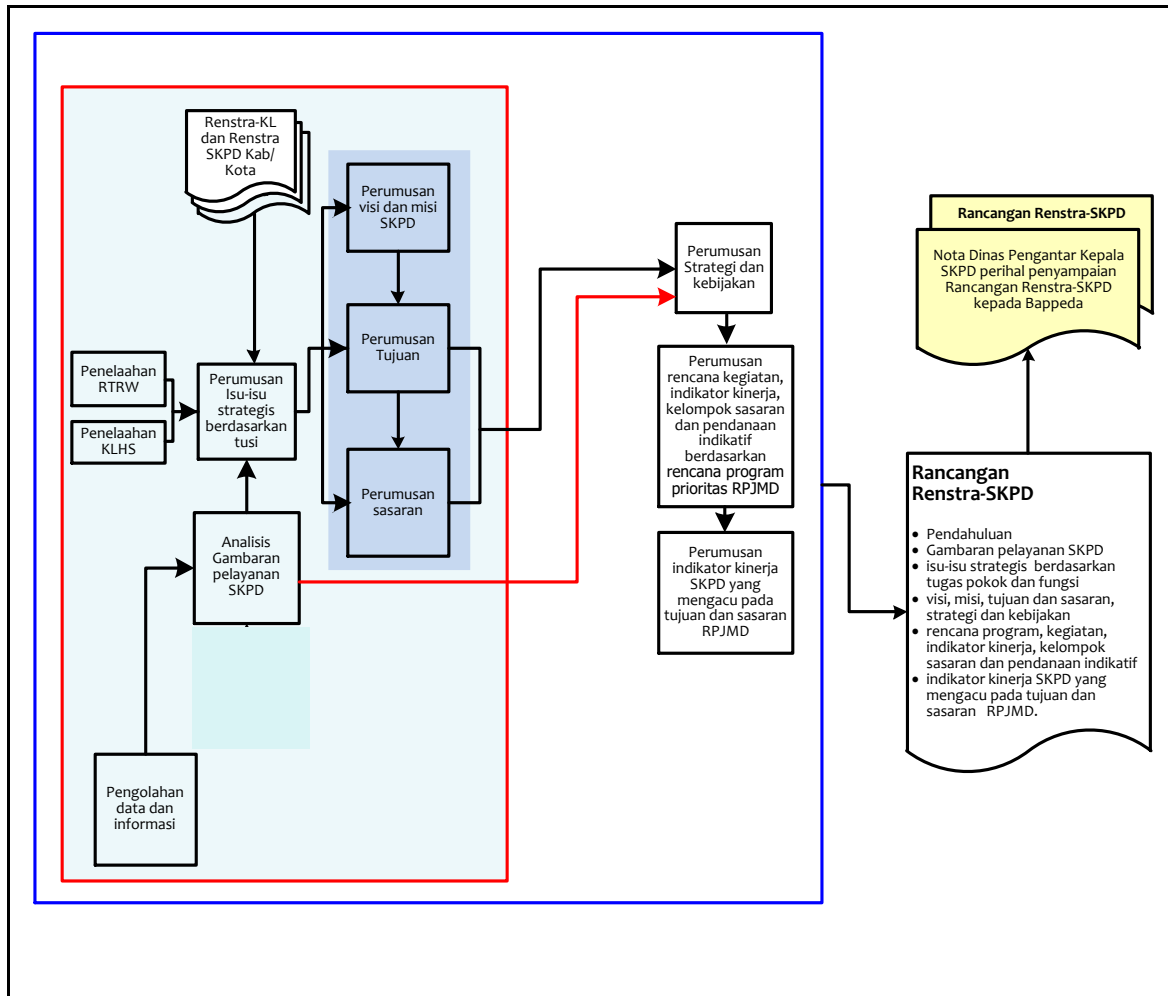 Renstra-KL
dan Renstra
SKPD Kab/
Kota
Perumusan
visi dan misi
SKPD
Perumusan
Tujuan
Perumusan
sasaran
Penelaahan
RTRW
Penelaahan
KLHS
Perumusan
Isu-isu
strategis
berdasarkan
tusi
Analisis
Gambaran
pelayanan
SKPD
Pengolahan
data dan
informasi
Perumusan
Strategi dan
kebijakan
Perumusan
rencana kegiatan,
indikator kinerja,
kelompok sasaran
dan pendanaan
indikatif
berdasarkan
rencana program
prioritas RPJMD
Perumusan
indikator kinerja
SKPD yang
mengacu pada
tujuan dan sasaran
RPJMD
Rancangan Renstra-SKPD
Nota Dinas Pengantar Kepala
SKPD perihal penyampaian
Rancangan Renstra-SKPD
kepada Bappeda
Rancangan
Renstra-SKPD
• Pendahuluan
• Gambaran pelayanan SKPD
• isu-isu strategis berdasarkan
tugas pokok dan fungsi
• visi, misi, tujuan dan sasaran,
strategi dan kebijakan
• rencana program, kegiatan,
indikator kinerja, kelompok
sasaran dan pendanaan indikatif
• indikator kinerja SKPD yang
mengacu pada tujuan dan
sasaran RPJMD.